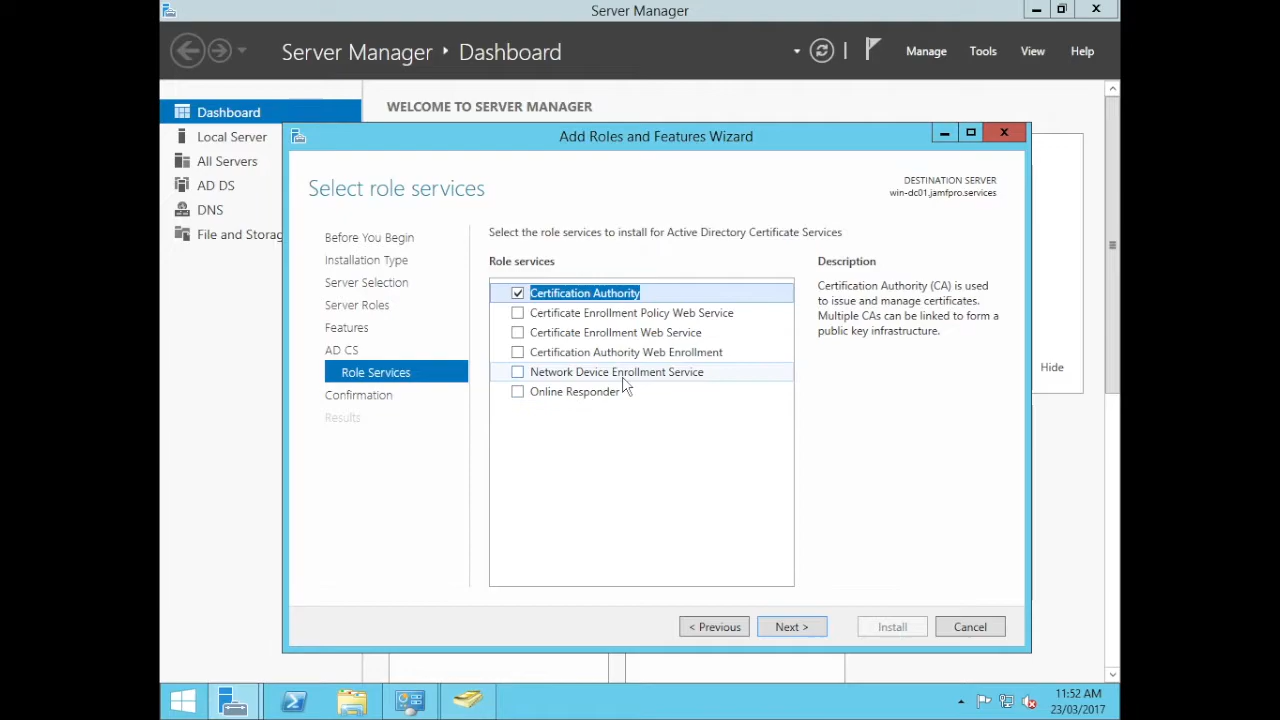 Server Manager
Server Manager • Dashboard
Manage
Tools
View
Help
Dashboard
Local Server
All Servers
AD DS
DNS
File and Storag
WELCOME TO SERVER MANAGER
Hide
Add Roles and Features Wizard
Select role services
DESTINATION SERVER
win-dc01.jamfpro.services
Before You Begin
Installation Type
Server Selection
Server Roles
Features
AD CS
Role Services
Confirmation
Results
Select the role services to install for Active Directory Certificate Services
Role services
Certification Authority
Certificate Enrollment Policy Web Service
Certificate Enrollment Web Service
Certification Authority Web Enrollment
Network Device Enrollment Service
Online Responder
Description
Certification Authority (CA) is used
to issue and manage certificates.
Multiple CAs can be linked to form a
public key infrastructure.
< Previous
Next >
Install
Cancel
11:52 AM
23/03/2017